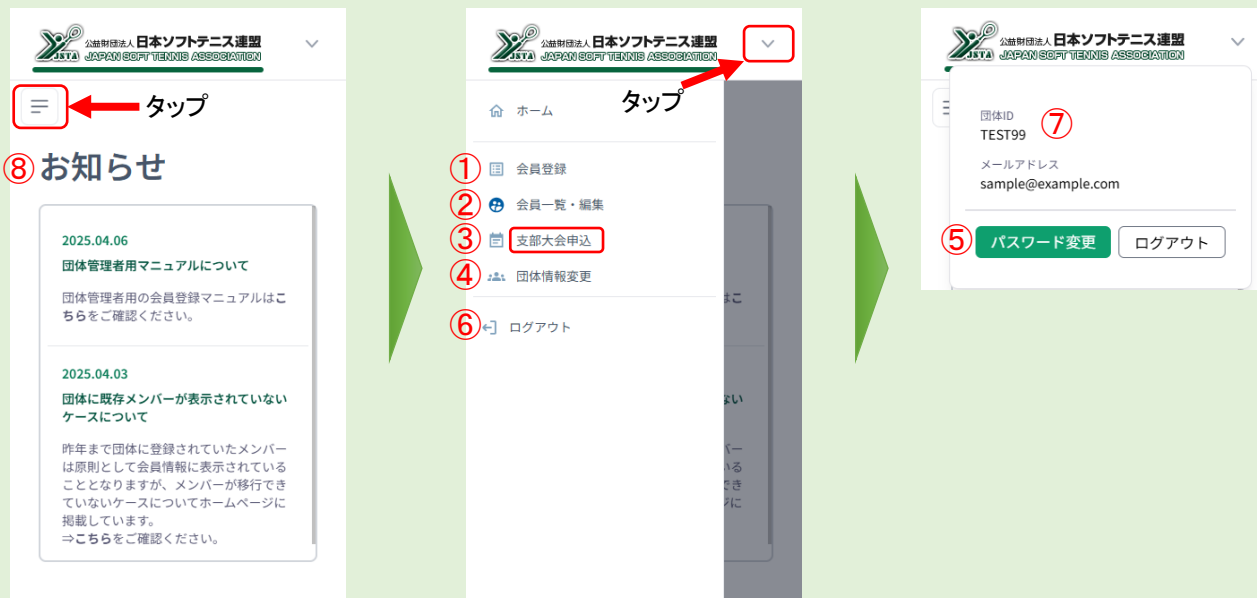 公益財団法人日本ソフトテニス連盟
JSTA JAPAN SOFT TENNIS ASSOCIATION
タップ
⑧お知らせ
2025.04.06
団体管理者用マニュアルについて
団体管理者用の会員登録マニュアルはこ
ちらをご確認ください。
2025.04.03
団体に既存メンバーが表示されていない
ケースについて
昨年まで団体に登録されていたメンバー
は原則として会員情報に表示されている
こととなりますが、メンバーが移行でき
ていないケースについてホームページに
掲載しています。
⇒こちらをご確認ください。
公益財団法人日本ソフトテニス連盟
JSTA JAPAN SOFT TENNIS ASSOCIATION
タップ
ホーム
①会員登録
②会員一覧・編集
③支部大会申込
④団体情報変更
⑥ログアウト
はこ
ない
バー
いる
でき
ジに
公益財団法人日本ソフトテニス連盟
JSTA JAPAN SOFT TENNIS ASSOCIATION
団体ID
TEST99 ⑦
メールアドレス
sample@example.com
⑤パスワード変更 ログアウト